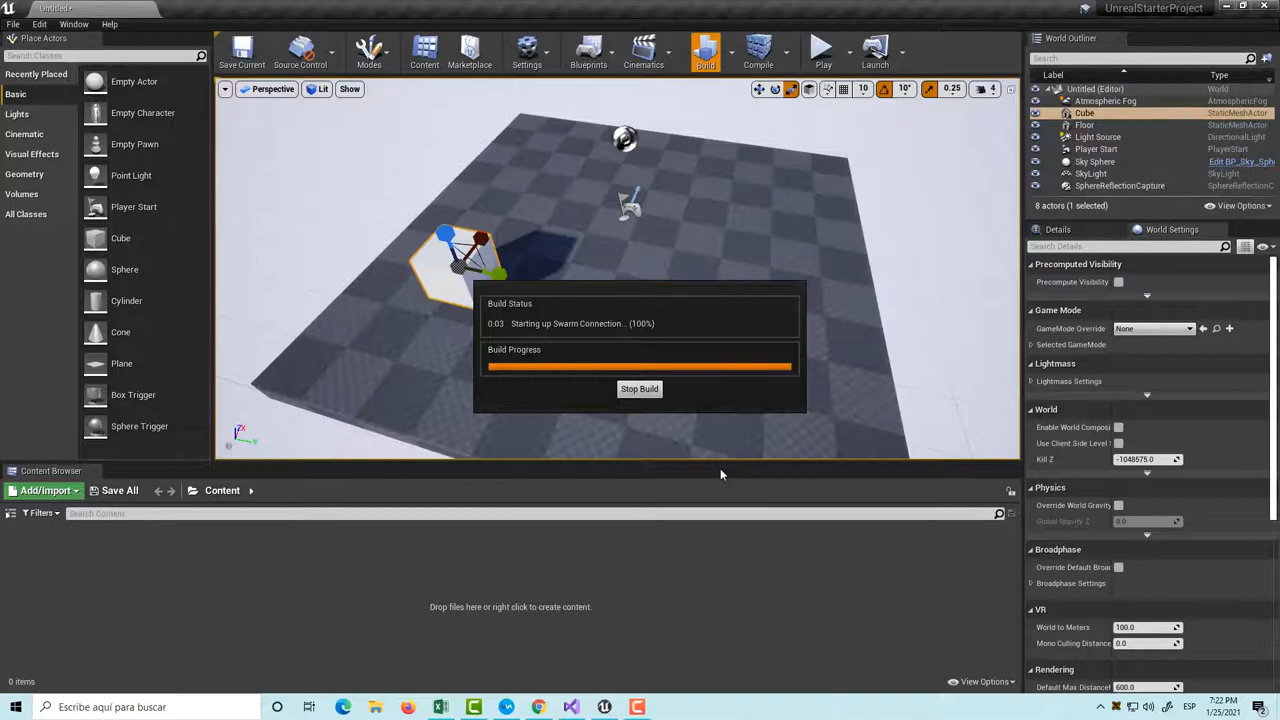 Untitled*
UnrealStarterProject
File Edit Window Help
Place Actors
Search Classes
Recently Placed
Basic
Lights
Cinematic
Visual Effects
Geometry
Volumes
All Classes
Empty Actor
Empty Character
Empty Pawn
Point Light
Player Start
Cube
Sphere
Cylinder
Cone
Plane
Box Trigger
Sphere Trigger
Save Current Source Control Modes Content Marketplace Settings Blueprints Cinematics Build Compile Play Launch
Perspective Lit Show
10 10° 0.25 4
Build Status
0:03 Starting up Swarm Connection... (100%)
Build Progress
Stop Build
World Outliner
Search...
Label Type
Untitled (Editor) World
Atmospheric Fog AtmosphericFog
Cube StaticMeshActor
Floor StaticMeshActor
Light Source DirectionalLight
Player Start PlayerStart
Sky Sphere Edit BP_Sky_Sph
SkyLight SkyLight
SphereReflectionCapture SphereReflectionC
8 actors (1 selected) View Options
Details World Settings
Search Details
Precomputed Visibility
Precompute Visibility
Game Mode
GameMode Override None
Selected GameMode
Lightmass
Lightmass Settings
World
Enable World Composi
Use Client Side Level
Kill Z -1048575.0
Physics
Override World Gravity
Global Gravity Z 0.0
Broadphase
Override Default Broa
Broadphase Settings
VR
World to Meters 100.0
Mono Culling Distance 0.0
Rendering
Default Max Distance 600.0
Content Browser
Add/Import Save All Content
Filters Search Content
Drop files here or right click to create content.
0 items View Options
Escribe aquí para buscar
ESP 7:22 PM
1/25/2021